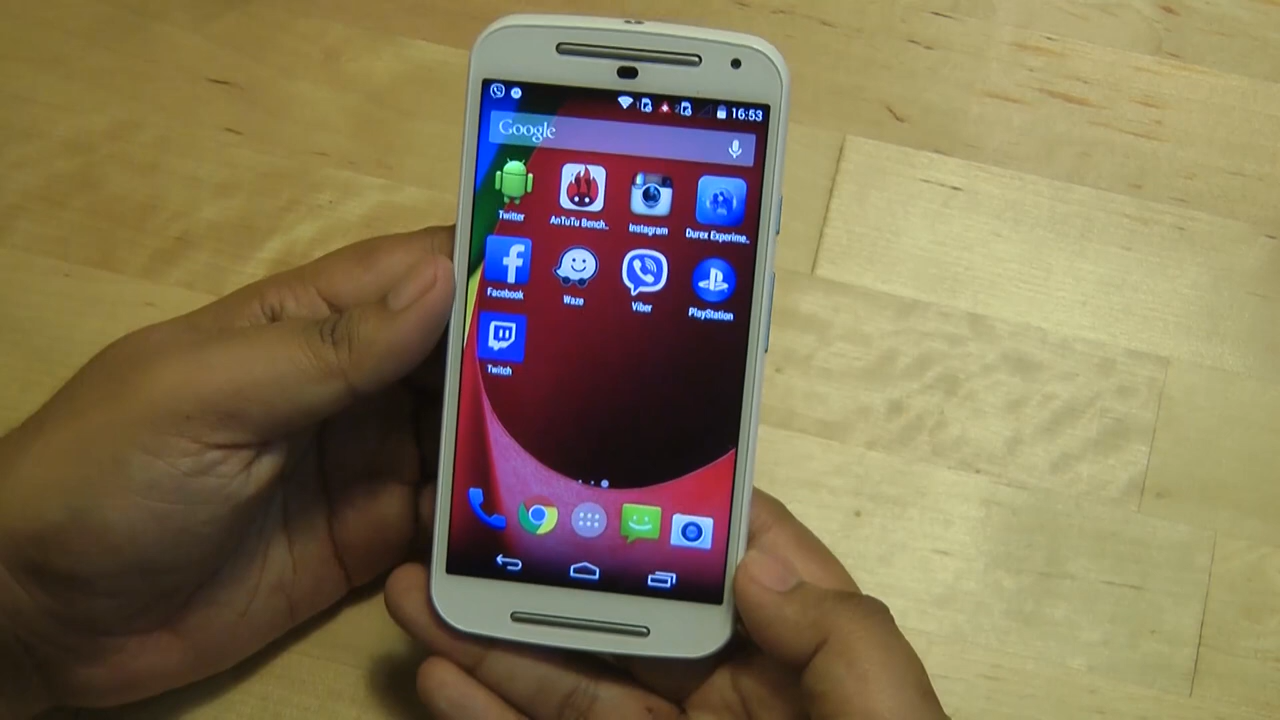 16:53
Google
Twitter
AnTuTu Bench..
Instagram
Durex Experime..
Facebook
Waze
Viber
PlayStation
Twitch